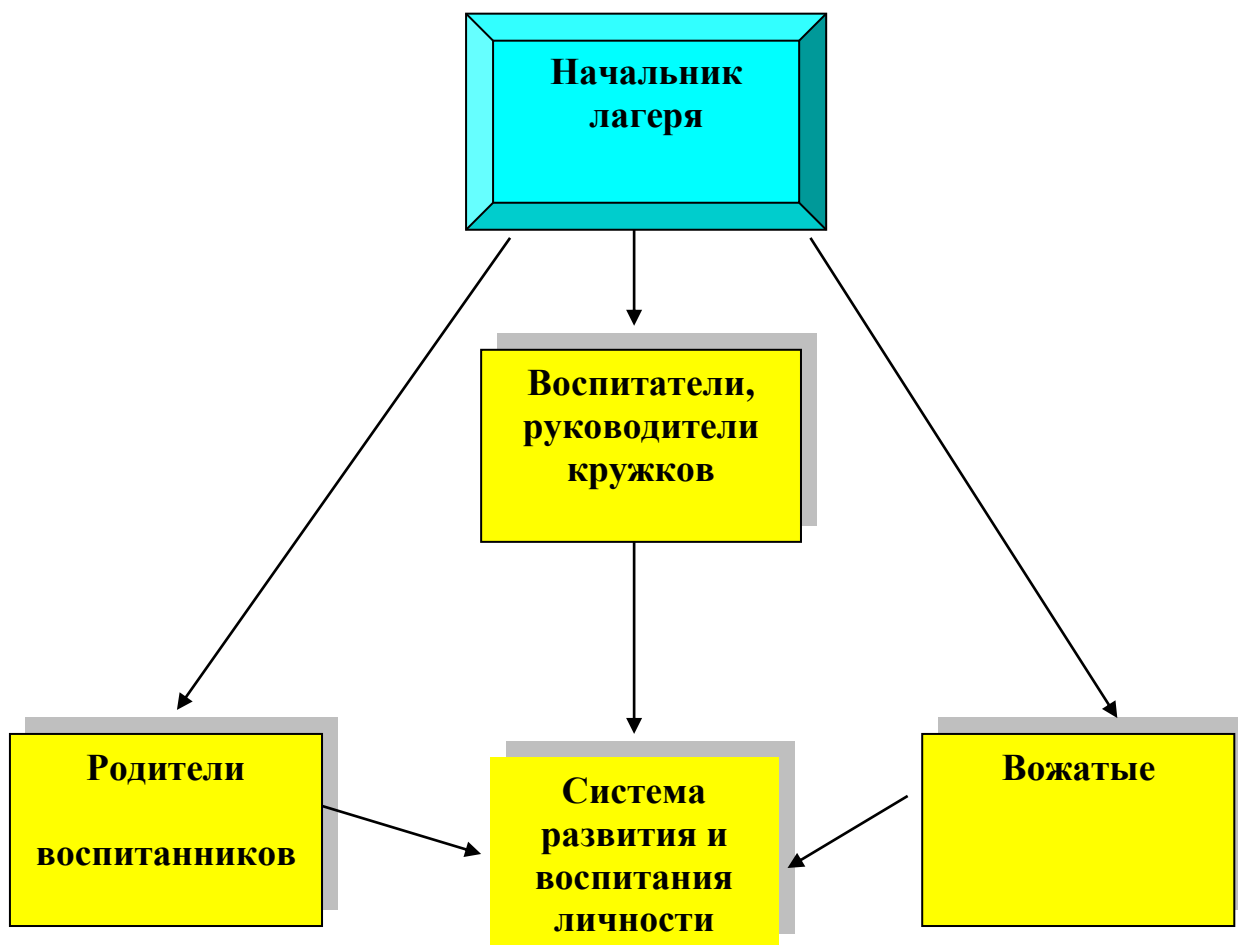 Начальник
лагеря
Воспитатели,
руководители
кружков
Родители
воспитанников
Система
развития и
воспитания
личности
Вожатые